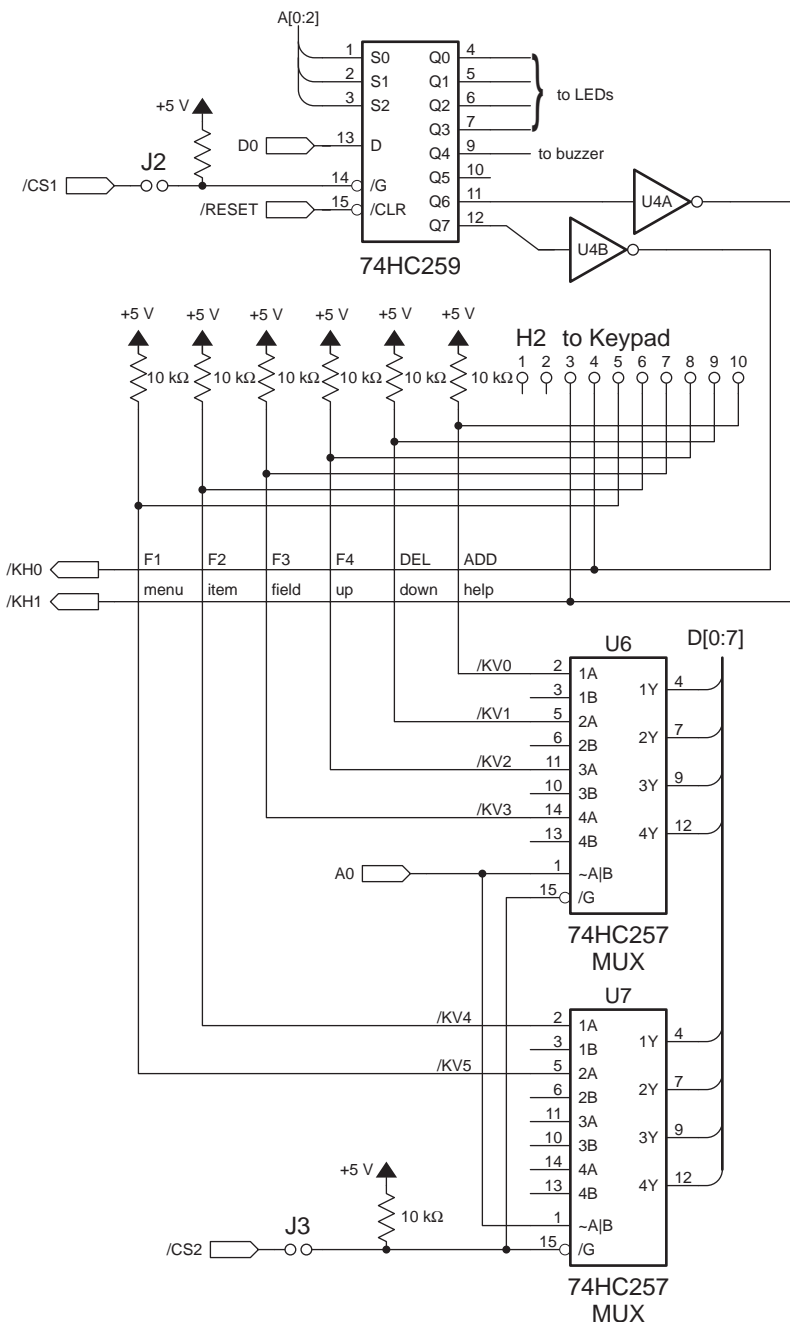 A[0:2]
1 S0 Q0 4
2 S1 Q1 5
3 S2 Q2 6
Q3 7
to LEDs
+5 V
D0 13 D Q4 9 to buzzer
J2
Q5 10
/CS1 14 /G Q6 11
/RESET 15 /CLR Q7 12
U4A
U4B
74HC259
+5 V +5 V +5 V +5 V +5 V +5 V
H2 to Keypad
1 2 3 4 5 6 7 8 9 10
10 kΩ 10 kΩ 10 kΩ 10 kΩ 10 kΩ 10 kΩ
/KH0 F1 F2 F3 F4 DEL ADD
/KH1 menu item field up down help
U6
D[0:7]
/KV0 2 1A 1Y 4
3 1B
/KV1 5 2A 2Y 7
6 2B
/KV2 11 3A 3Y 9
10 3B
/KV3 14 4A 4Y 12
13 4B
A0 1 ~A|B
15 /G
74HC257
MUX
U7
/KV4 2 1A 1Y 4
3 1B
/KV5 5 2A 2Y 7
6 2B
11 3A 3Y 9
10 3B
14 4A 4Y 12
13 4B
+5 V
10 kΩ
1 ~A|B
J3
/CS2 15 /G
74HC257
MUX